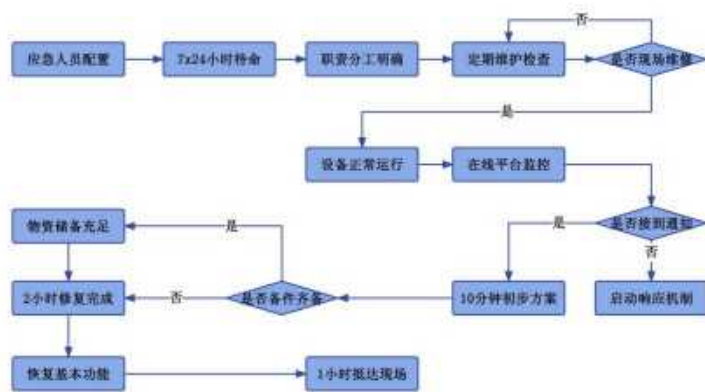 否
应急人员配置
7x24小时待命
职责分工明确
定期维护检查
是否现场维修
是
设备正常运行
在线平台监控
物资储备充足
是
是
是否接到通知
否
2小时修复完成
否
是否备件齐备
10分钟初步方案
启动响应机制
恢复基本功能
1小时抵达现场